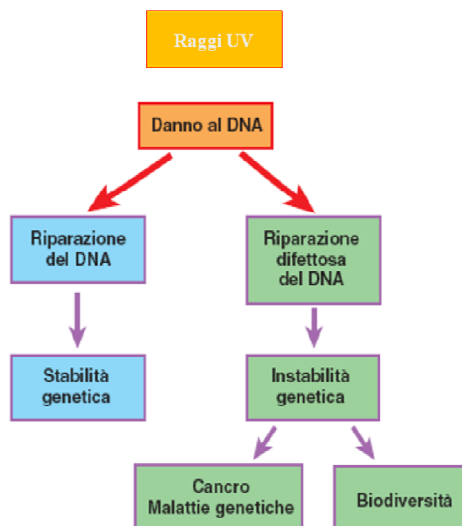 Raggi UV
Danno al DNA
Riparazione
del DNA
Riparazione
difettosa
del DNA
Stabilità
genetica
Instabilità
genetica
Cancro
Malattie genetiche
Biodiversità